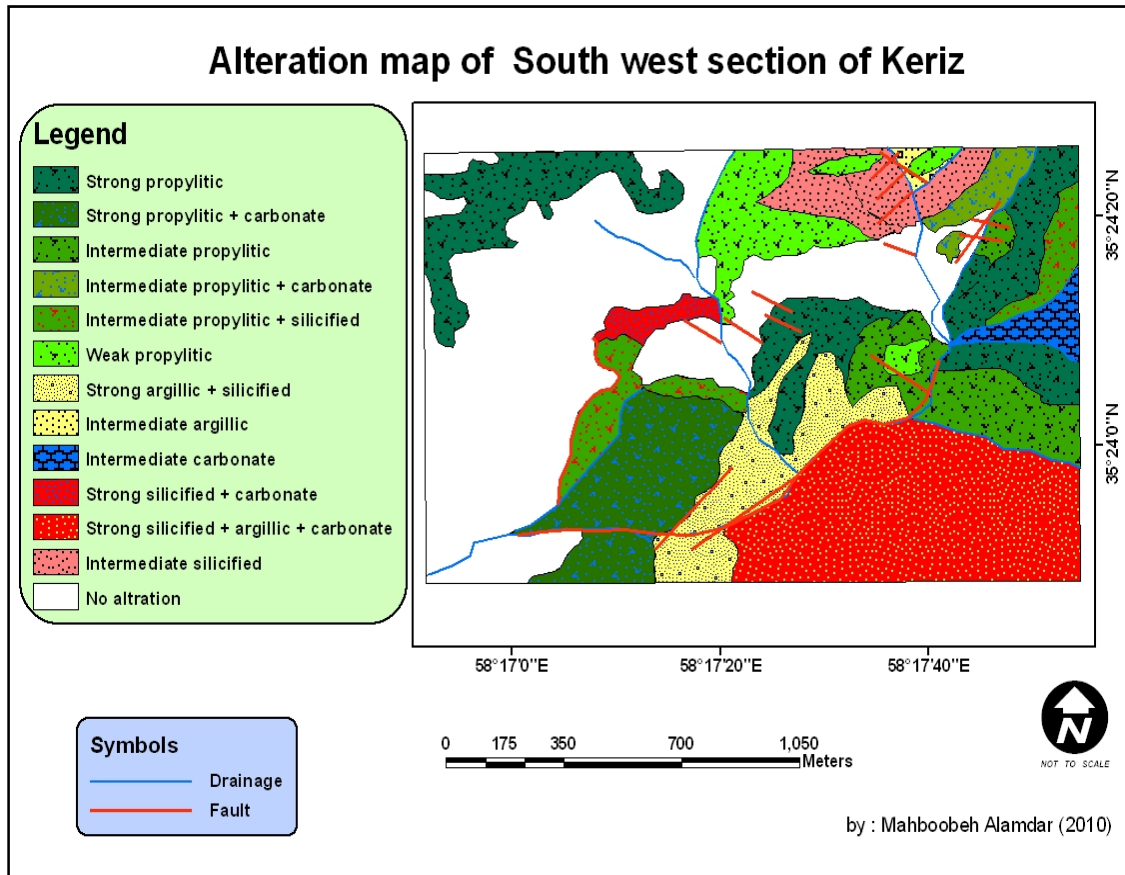 Alteration map of South west section of Keriz
Legend
Strong propylitic
Strong propylitic + carbonate
Intermediate propylitic
Intermediate propylitic + carbonate
Intermediate propylitic + silicified
Weak propylitic
Strong argillic + silicified
Intermediate argillic
Intermediate carbonate
Strong silicified + carbonate
Strong silicified + argillic + carbonate
Intermediate silicified
No altration
35°24'20"N
35°24'0"N
58°17'0"E 58°17'20"E 58°17'40"E
Symbols
Drainage
Fault
0 175 350 700 1,050
Meters
N
NOT TO SCALE
by : Mahboobeh Alamdar (2010)